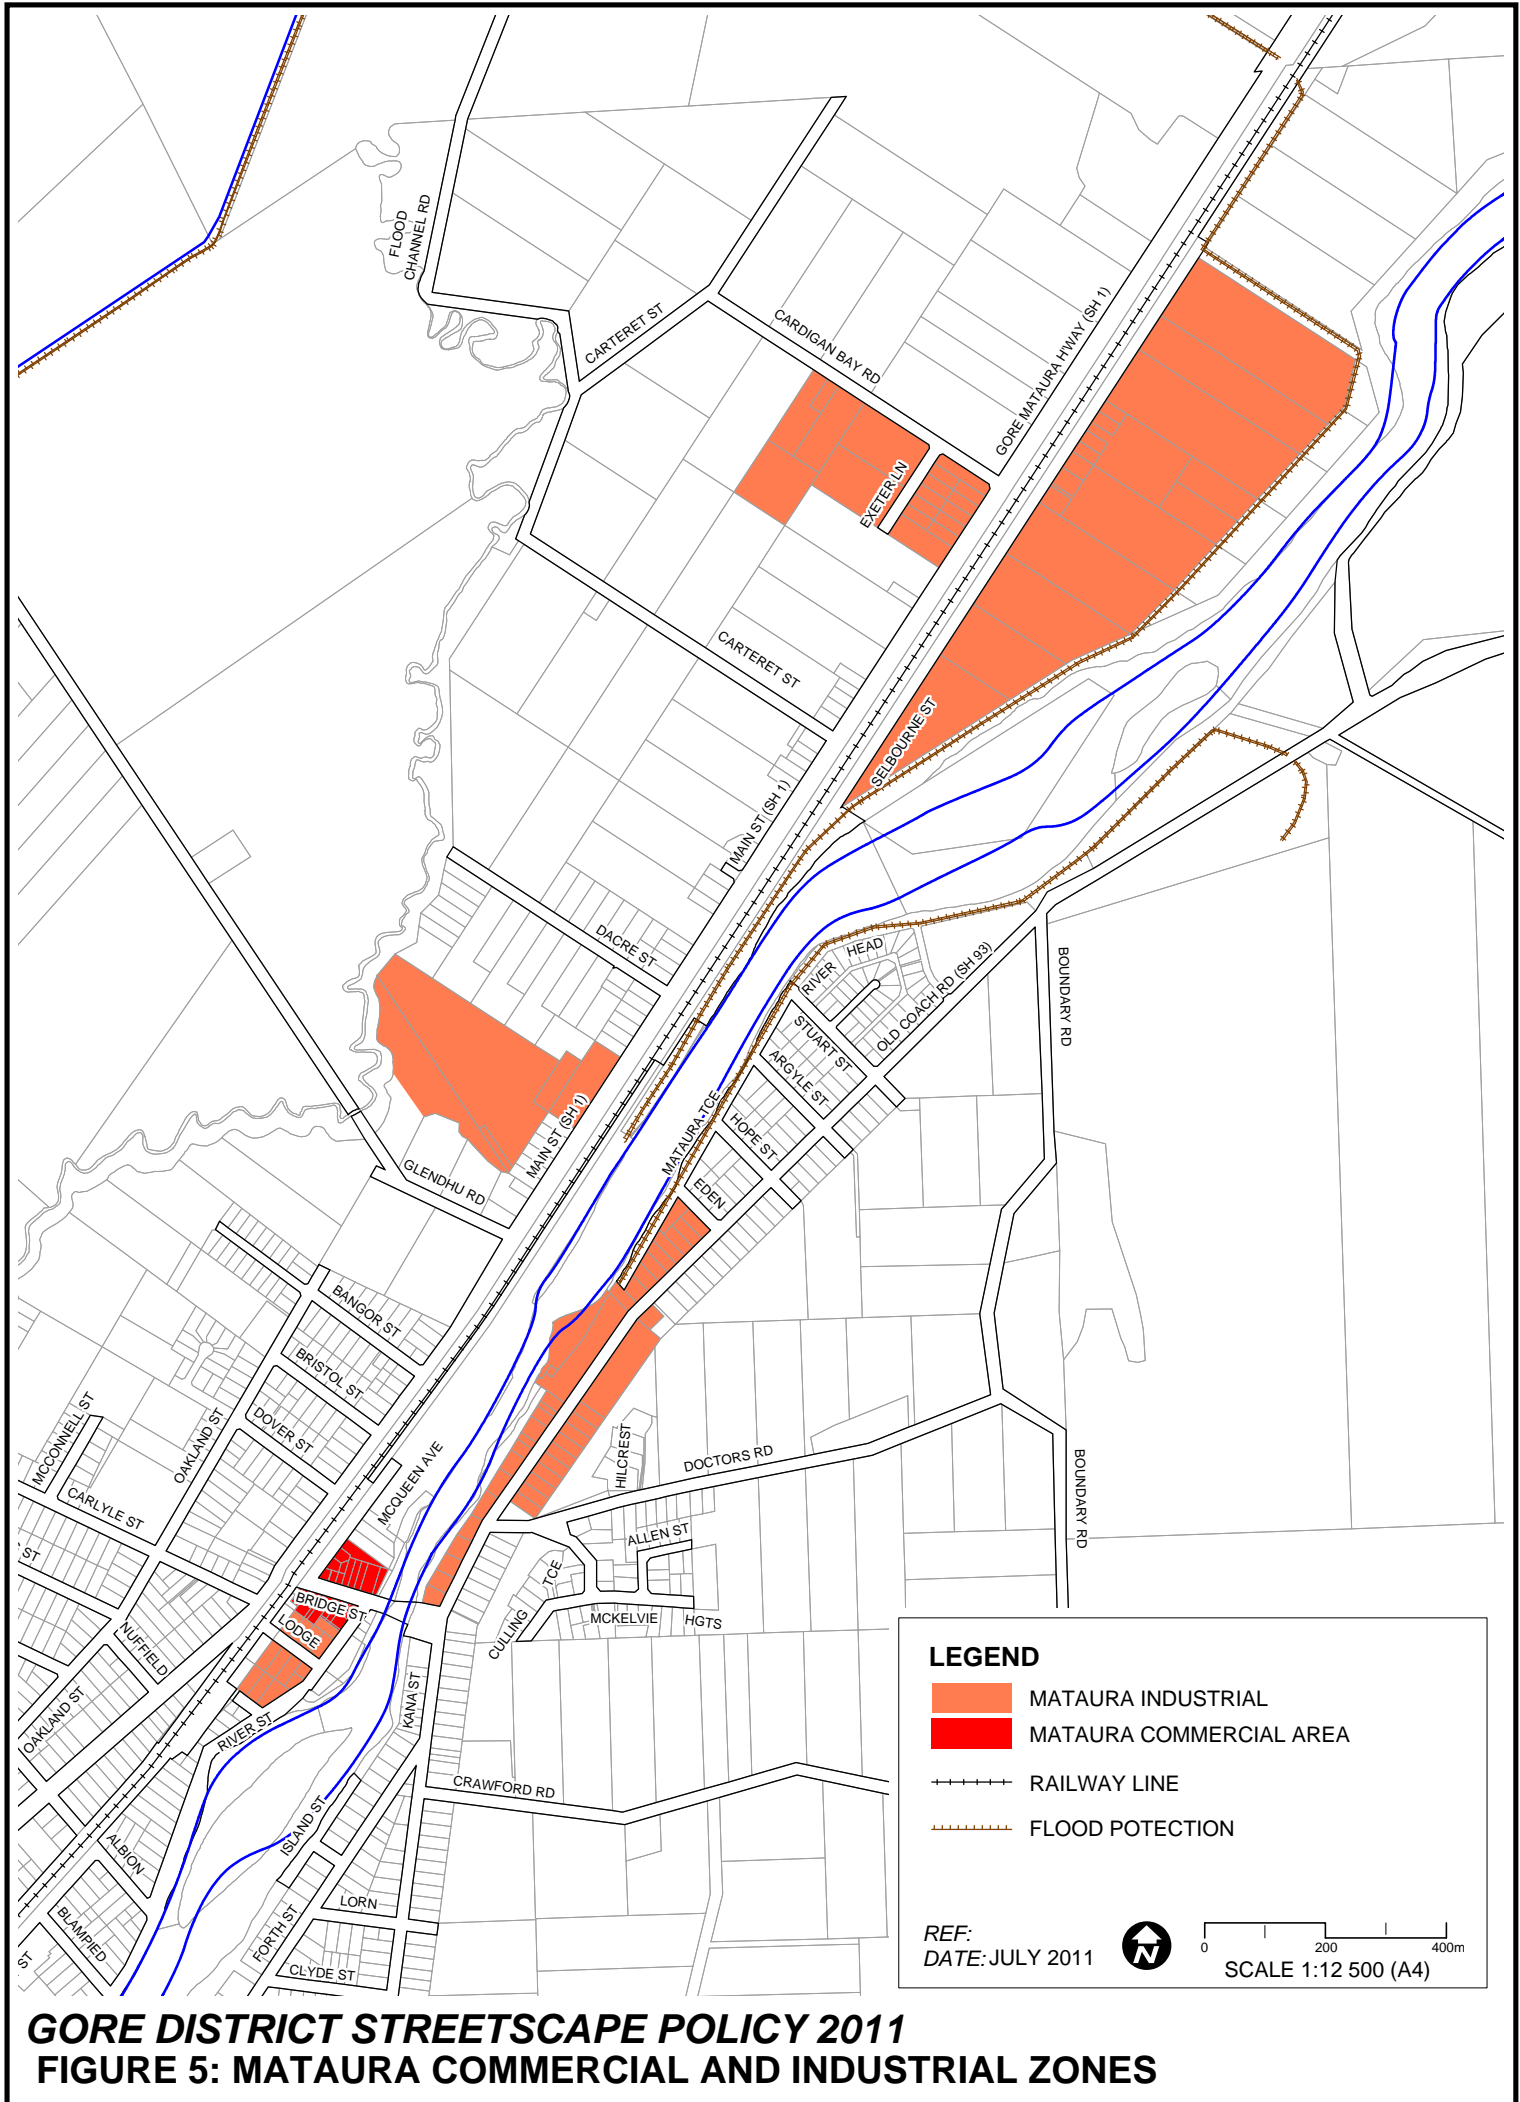 FLOOD
CHANNEL RD
CARTERET ST
CARDIGAN BAY RD
GORE MATAURA HWAY (SH 1)
EXETER LN
CARTERET ST
SELBOURNE ST
MAIN ST (SH 1)
DACRE ST
RIVER HEAD
OLD COACH RD (SH 93)
BOUNDARY RD
STUART ST
ARGYLE ST
MATAURA TCE
HOPE ST
EDEN
MAIN ST (SH 1)
GLENDHU RD
BANGOR ST
BRISTOL ST
DOVER ST
MCCONNELL ST
OAKLAND ST
CARLYLE ST
MCQUEEN AVE
HILCREST
DOCTORS RD
BOUNDARY RD
ST
ALLEN ST
CULLING TCE
MCKELVIE HGTS
BRIDGE ST
LODGE
NUFFIELD
OAKLAND ST
RIVER ST
KANA ST
CRAWFORD RD
ISLAND ST
ALBION
LORN
BLAMPIED
FORTH ST
CLYDE ST
ST
LEGEND
MATAURA INDUSTRIAL
MATAURA COMMERCIAL AREA
RAILWAY LINE
FLOOD POTECTION
REF:
DATE: JULY 2011
N
0 200 400m
SCALE 1:12 500 (A4)
GORE DISTRICT STREETSCAPE POLICY 2011
FIGURE 5: MATAURA COMMERCIAL AND INDUSTRIAL ZONES